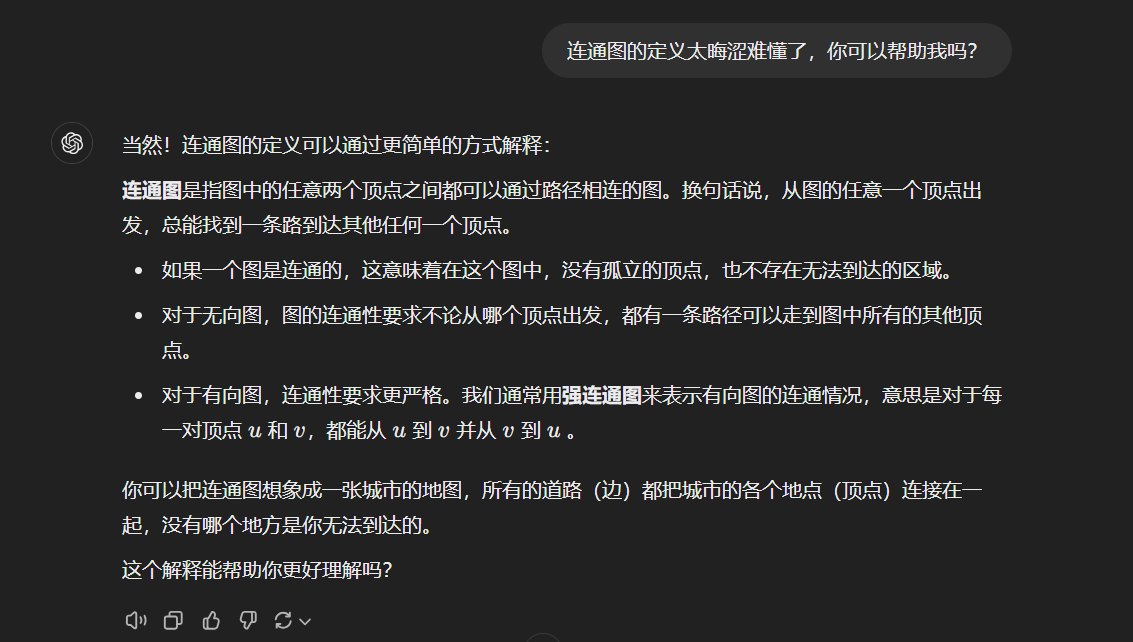 连通图的定义太晦涩难懂了，你可以帮助我吗？
当然！连通图的定义可以通过更简单的方式解释：
连通图是指图中的任意两个顶点之间都可以通过路径相连的图。换句话说，从图的任意一个顶点出
发，总能找到一条路到达其他任何一个顶点。
• 如果一个图是连通的，这意味着在这个图中，没有孤立的顶点，也不存在无法到达的区域。
• 对于无向图，图的连通性要求不论从哪个顶点出发，都有一条路径可以走到图中所有的其他顶
点。
• 对于有向图，连通性要求更严格。我们通常用强连通图来表示有向图的连通情况，意思是对于每
一对顶点 u 和 v，都能从 u 到 v 并从 v 到 u 。
你可以把连通图想象成一张城市的地图，所有的道路（边）都把城市的各个地点（顶点）连接在一
起，没有哪个地方是你无法到达的。
这个解释能帮助你更好理解吗？